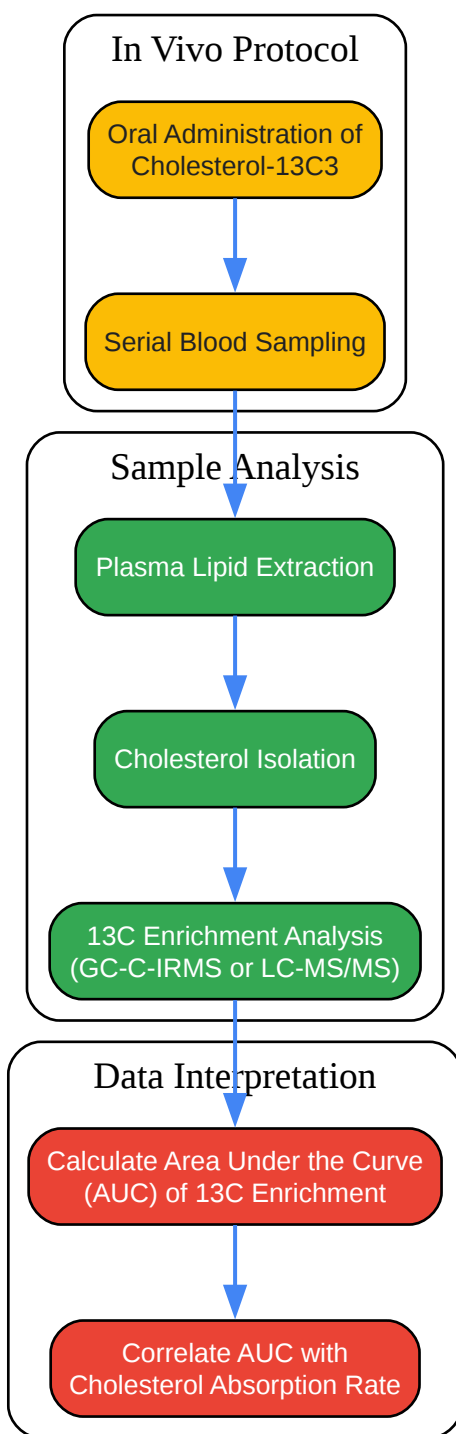 In Vivo Protocol
Oral Administration of
Cholesterol-13C3
Serial Blood Sampling
Sample Analysis
Plasma Lipid Extraction
Cholesterol Isolation
13C Enrichment Analysis
(GC-C-IRMS or LC-MS/MS)
Data Interpretation
Calculate Area Under the Curve
(AUC) of 13C Enrichment
Correlate AUC with
Cholesterol Absorption Rate